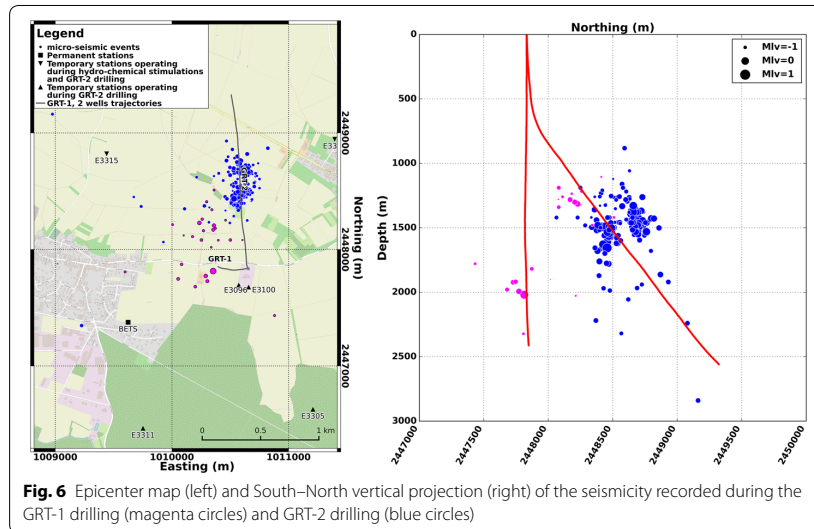 Legend
micro-seismic events
Permanent stations
Temporary stations operating
during hydro-chemical stimulations
and GRT-2 drilling
Temporary stations operating
during GRT-2 drilling
GRT-1, 2 wells trajectories
E3315
E33
GRT-2
GRT-1
E3096
E3100
BETS
E3305
E3311
0
0.5
1 km
2449000
2448000
2447000
Northing (m)
1009000
1010000
1011000
Easting (m)
Northing (m)
Mlv=-1
Mlv=0
Mlv=1
Depth (m)
0
500
1000
1500
2000
2500
3000
2447000
2447500
2448000
2448500
2449000
2449500
2450000
Fig. 6 Epicenter map (left) and South–North vertical projection (right) of the seismicity recorded during the
GRT-1 drilling (magenta circles) and GRT-2 drilling (blue circles)